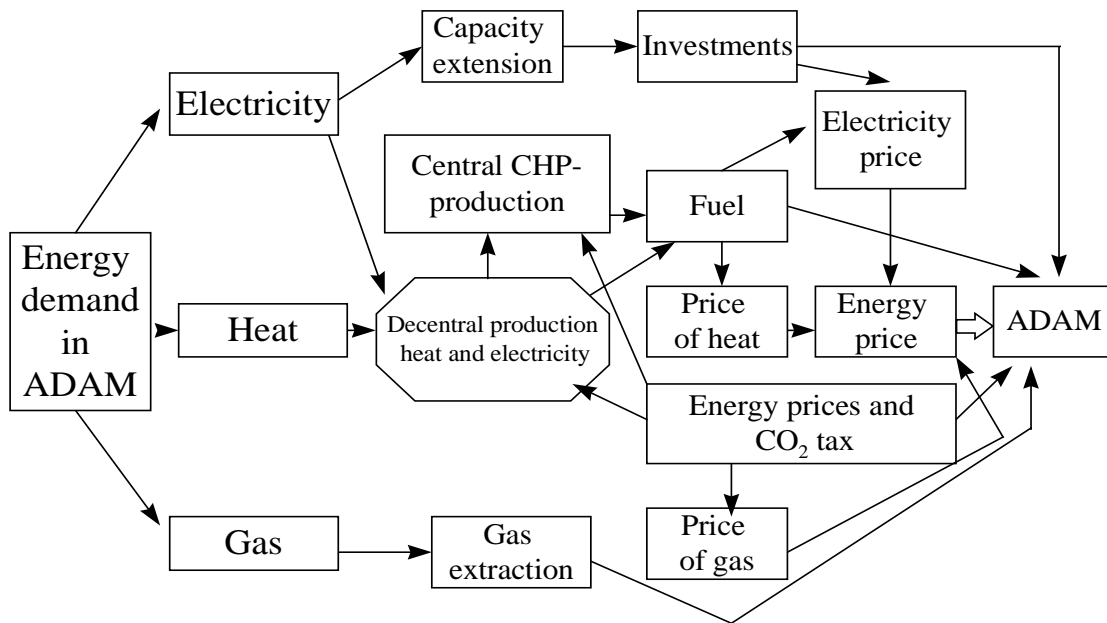 Capacity
extension
Investments
Electricity
Electricity
price
Central CHP-
production
Fuel
Energy
demand
in
ADAM
Heat
Decentral production
heat and electricity
Price
of heat
Energy
price
ADAM
Energy prices and
CO₂ tax
Gas
Gas
extraction
Price
of gas